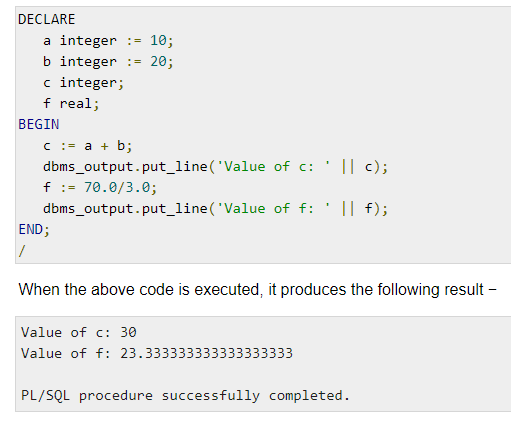 DECLARE
   a integer := 10;
   b integer := 20;
   c integer;
   f real;
BEGIN
   c := a + b;
   dbms_output.put_line('Value of c: ' || c);
   f := 70.0/3.0;
   dbms_output.put_line('Value of f: ' || f);
END;
/
When the above code is executed, it produces the following result −
Value of c: 30
Value of f: 23.333333333333333333
PL/SQL procedure successfully completed.